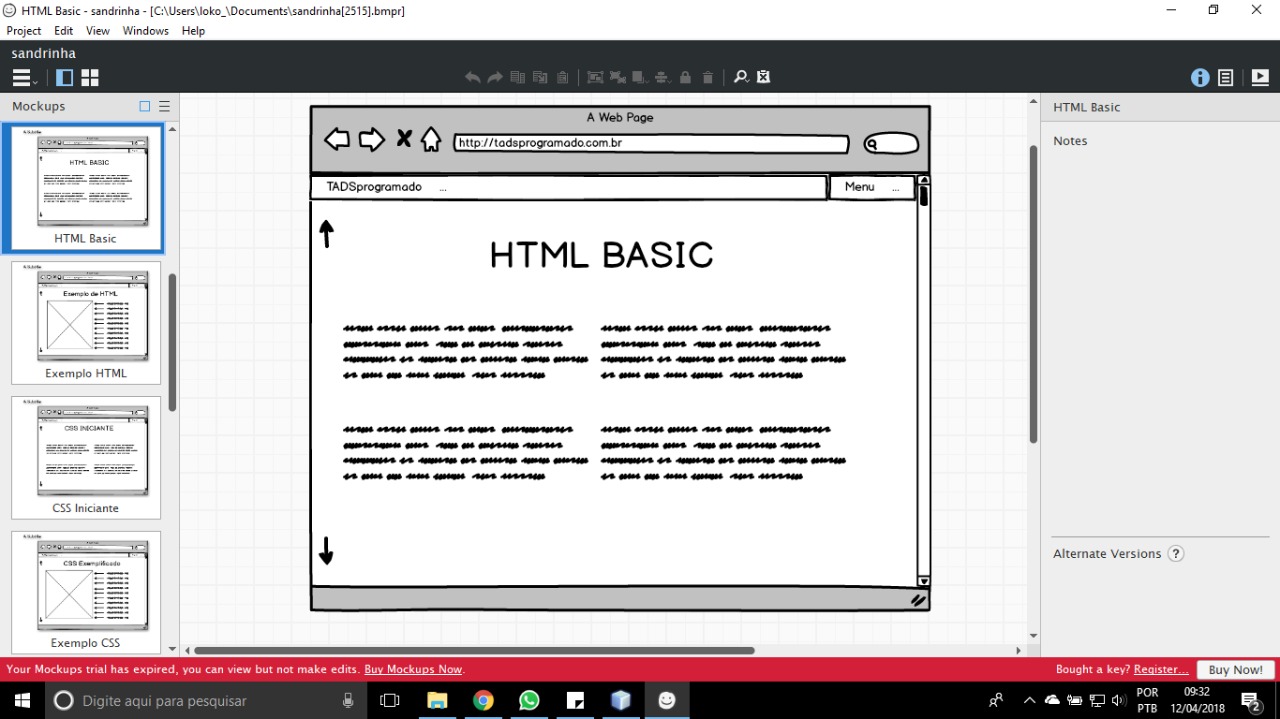 HTML Basic - sandrinha - [C:\Users\loko_\Documents\sandrinha[2515].bmpr]
Project Edit View Windows Help
sandrinha
Mockups
HTML Basic
Notes
A Web Page
http://tadsprogramado.com.br
TADSprogramado ...
Menu ...
HTML BASIC
HTML BASIC
HTML Basic
Exemplo de HTML
Exemplo HTML
CSS INICIANTE
CSS Iniciante
CSS Exemplificado
Exemplo CSS
Alternate Versions ?
Your Mockups trial has expired, you can view but not make edits. Buy Mockups Now.
Bought a key? Register... Buy Now!
Digite aqui para pesquisar
POR
PTB
09:32
12/04/2018
2